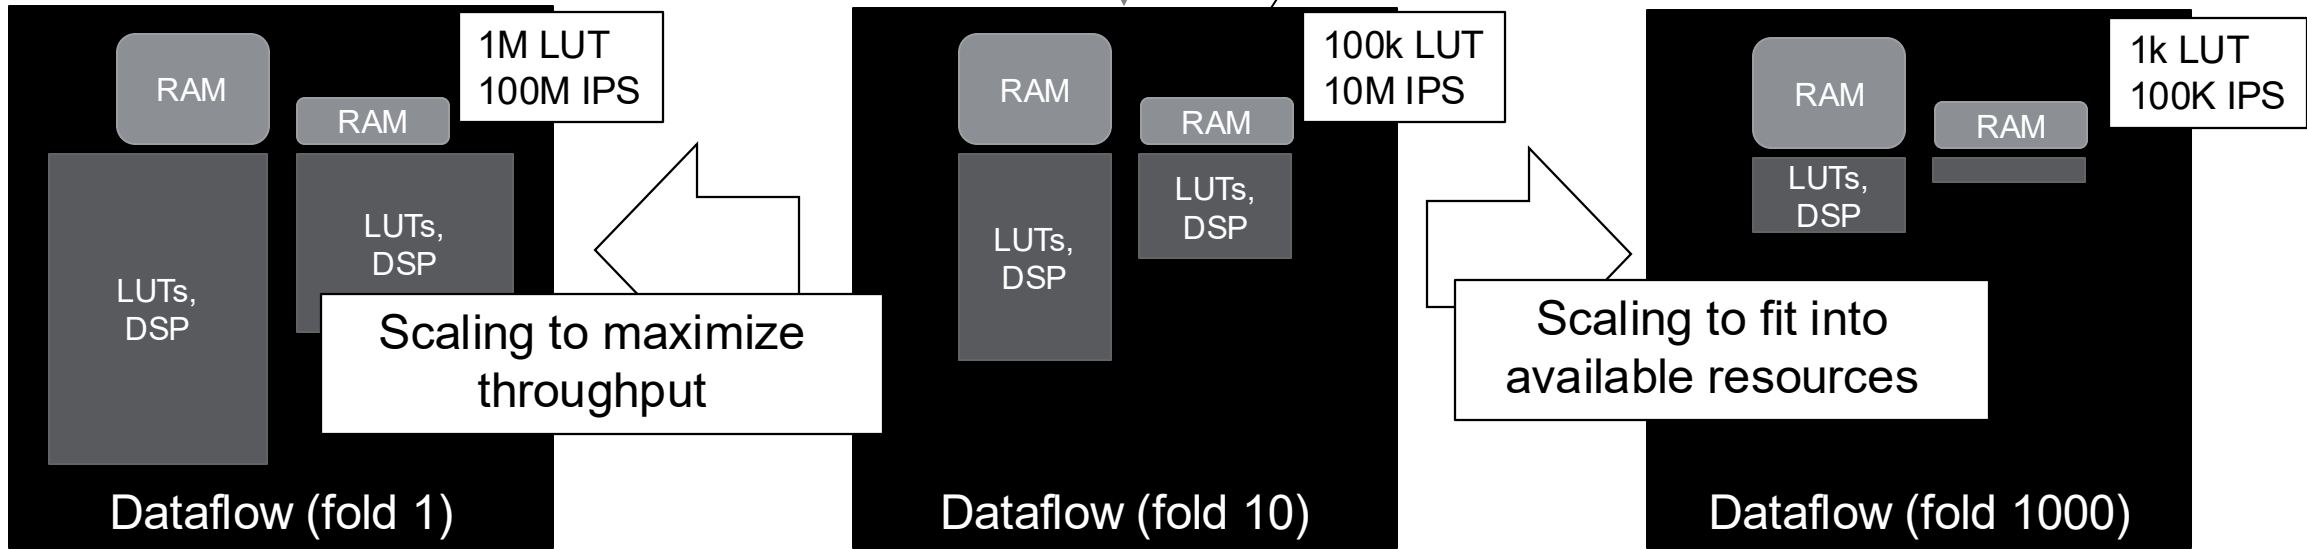 RAM
RAM
1M LUT
100M IPS
LUTs,
DSP
LUTs,
DSP
Scaling to maximize
throughput
Dataflow (fold 1)
RAM
RAM
100k LUT
10M IPS
LUTs,
DSP
LUTs,
DSP
Dataflow (fold 10)
Scaling to fit into
available resources
RAM
RAM
1k LUT
100K IPS
LUTs,
DSP
Dataflow (fold 1000)